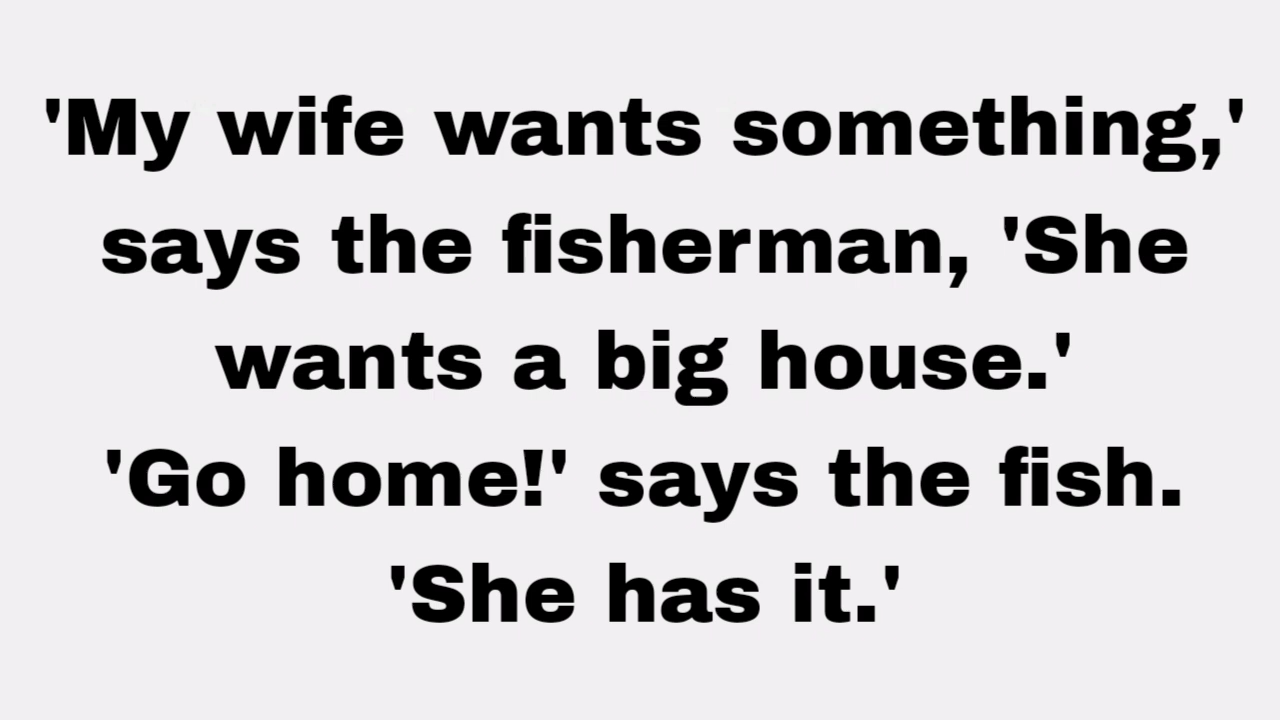 'My wife wants something,'
says the fisherman, 'She
wants a big house.'
'Go home!' says the fish.
'She has it.'